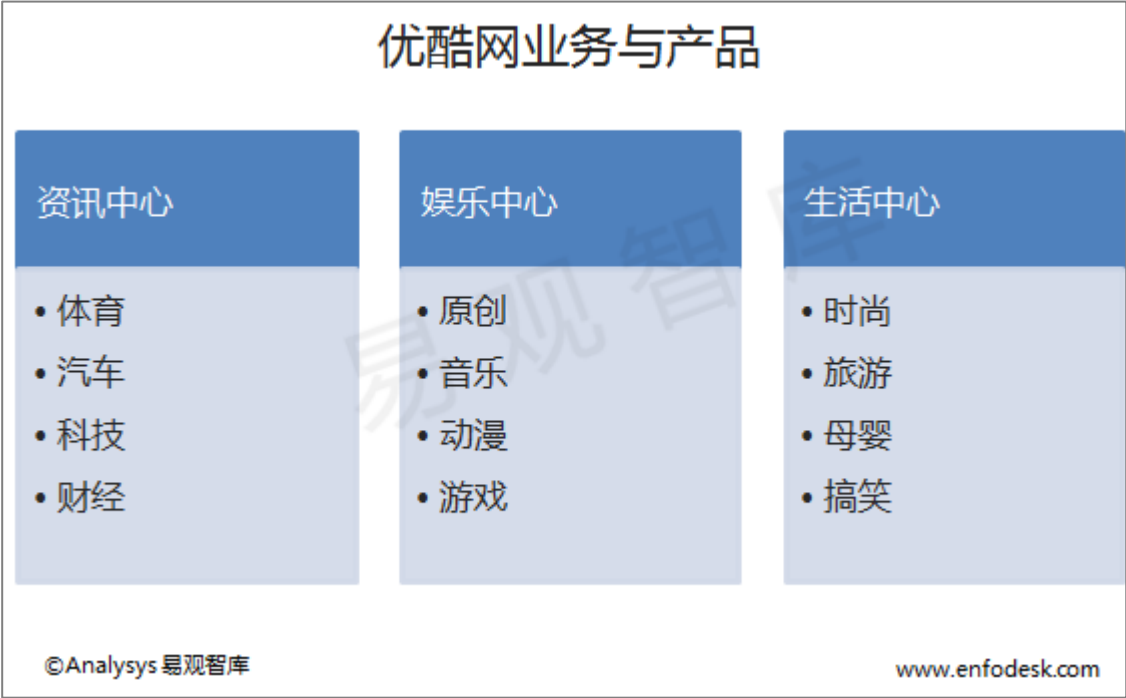 优酷网业务与产品
资讯中心
• 体育
• 汽车
• 科技
• 财经
娱乐中心
• 原创
• 音乐
• 动漫
• 游戏
生活中心
• 时尚
• 旅游
• 母婴
• 搞笑
易观智库
©Analysys 易观智库
www.enfodesk.com